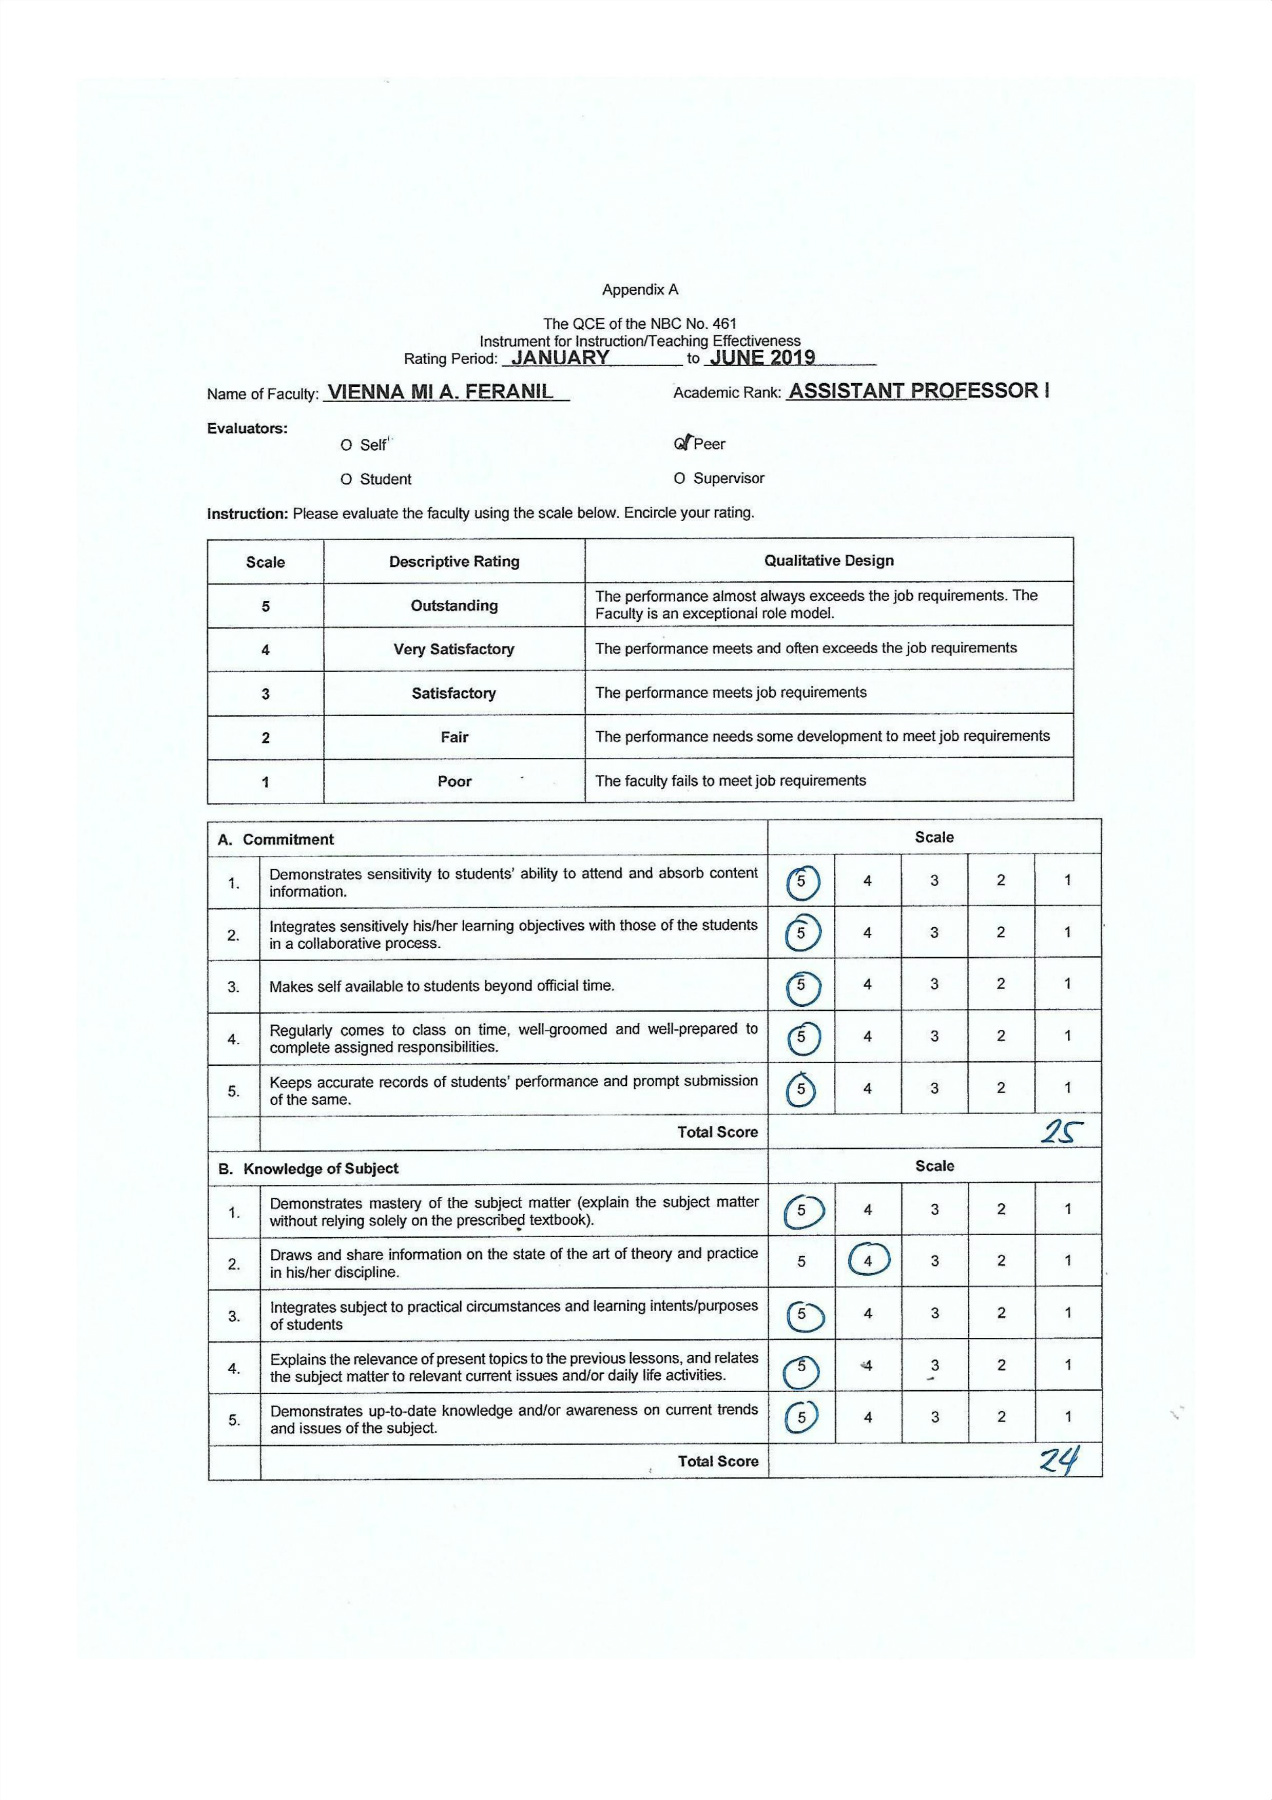 Appendix A
The QCE of the NBC No. 461
Instrument for Instruction/Teaching Effectiveness
Rating Period: JANUARY to JUNE 2019
Name of Faculty: VIENNA MI A. FERANIL Academic Rank: ASSISTANT PROFESSOR I
Evaluators:
O Self O Peer
O Student O Supervisor
Instruction: Please evaluate the faculty using the scale below. Encircle your rating.
Scale Descriptive Rating Qualitative Design
5 Outstanding The performance almost always exceeds the job requirements. The
Faculty is an exceptional role model.
4 Very Satisfactory The performance meets and often exceeds the job requirements
3 Satisfactory The performance meets job requirements
2 Fair The performance needs some development to meet job requirements
1 Poor The faculty fails to meet job requirements
A. Commitment Scale
1. Demonstrates sensitivity to students' ability to attend and absorb content
information. 5 4 3 2 1
2. Integrates sensitively his/her learning objectives with those of the students
in a collaborative process. 5 4 3 2 1
3. Makes self available to students beyond official time. 5 4 3 2 1
4. Regularly comes to class on time, well-groomed and well-prepared to
complete assigned responsibilities. 5 4 3 2 1
5. Keeps accurate records of students' performance and prompt submission
of the same. 5 4 3 2 1
Total Score 25
B. Knowledge of Subject Scale
1. Demonstrates mastery of the subject matter (explain the subject matter
without relying solely on the prescribed textbook). 5 4 3 2 1
2. Draws and share information on the state of the art of theory and practice
in his/her discipline. 5 4 3 2 1
3. Integrates subject to practical circumstances and learning intents/purposes
of students 5 4 3 2 1
4. Explains the relevance of present topics to the previous lessons, and relates
the subject matter to relevant current issues and/or daily life activities. 5 4 3 2 1
5. Demonstrates up-to-date knowledge and/or awareness on current trends
and issues of the subject. 5 4 3 2 1
Total Score 24